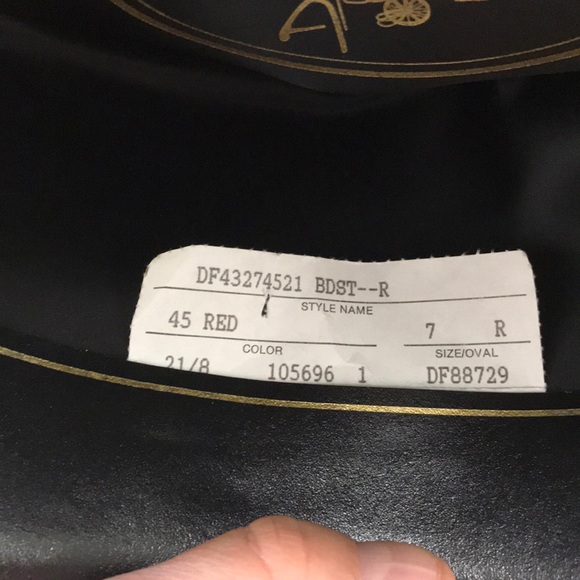 DF43274521 BDST--R
STYLE NAME
45 RED 7 R
COLOR SIZE/OVAL
21/8 105696 1 DF88729